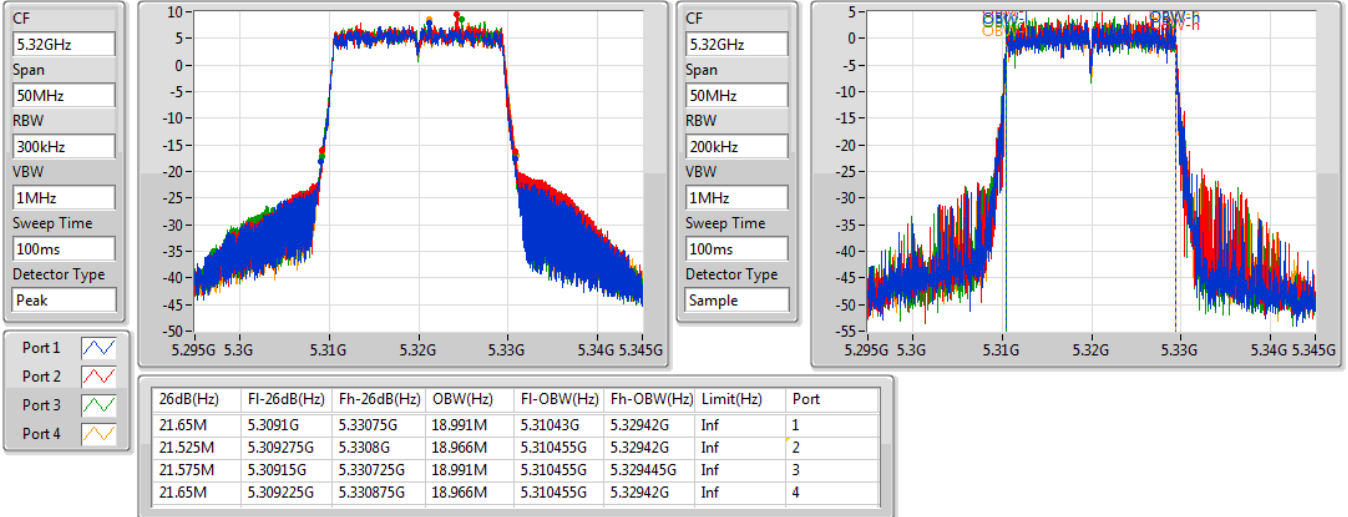 CF
5.32GHz
Span
50MHz
RBW
300kHz
VBW
1MHz
Sweep Time
100ms
Detector Type
Peak
10
5
0
-5
-10
-15
-20
-25
-30
-35
-40
-45
-50
5.295G 5.3G 5.31G 5.32G 5.33G 5.34G 5.345G
CF
5.32GHz
Span
50MHz
RBW
200kHz
VBW
1MHz
Sweep Time
100ms
Detector Type
Sample
5
0
-5
-10
-15
-20
-25
-30
-35
-40
-45
-50
-55
OBW-h
5.295G 5.3G 5.31G 5.32G 5.33G 5.34G 5.345G
Port 1
Port 2
Port 3
Port 4
26dB(Hz) Fl-26dB(Hz) Fh-26dB(Hz) OBW(Hz) Fl-OBW(Hz) Fh-OBW(Hz) Limit(Hz) Port
21.65M 5.3091G 5.33075G 18.991M 5.31043G 5.32942G Inf 1
21.525M 5.309275G 5.3308G 18.966M 5.310455G 5.32942G Inf 2
21.575M 5.30915G 5.330725G 18.991M 5.310455G 5.329445G Inf 3
21.65M 5.309225G 5.330875G 18.966M 5.310455G 5.32942G Inf 4